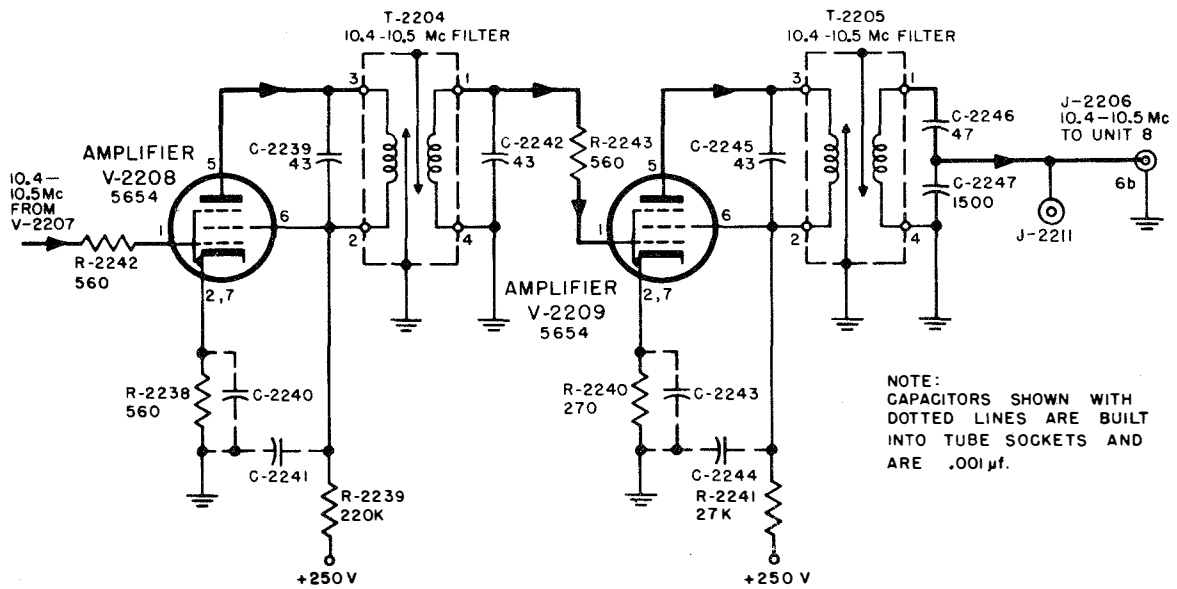 T-2204
10.4-10.5 Mc FILTER
T-2205
10.4-10.5 Mc FILTER
3
1
3
1
C-2239
43
C-2242
43
R-2243
560
C-2245
43
C-2246
47
J-2206
10.4-10.5 Mc
TO UNIT 8
AMPLIFIER
V-2208
5654
5
5
C-2247
1500
6b
10.4-
10.5Mc
FROM
V-2207
1
6
2
4
1
6
2
4
J-2211
R-2242
560
2,7
AMPLIFIER
V-2209
5654
2,7
R-2238
560
C-2240
R-2240
270
C-2243
C-2241
C-2244
R-2239
220K
R-2241
27K
+250V
+250V
NOTE:
CAPACITORS SHOWN WITH
DOTTED LINES ARE BUILT
INTO TUBE SOCKETS AND
ARE .001µf.